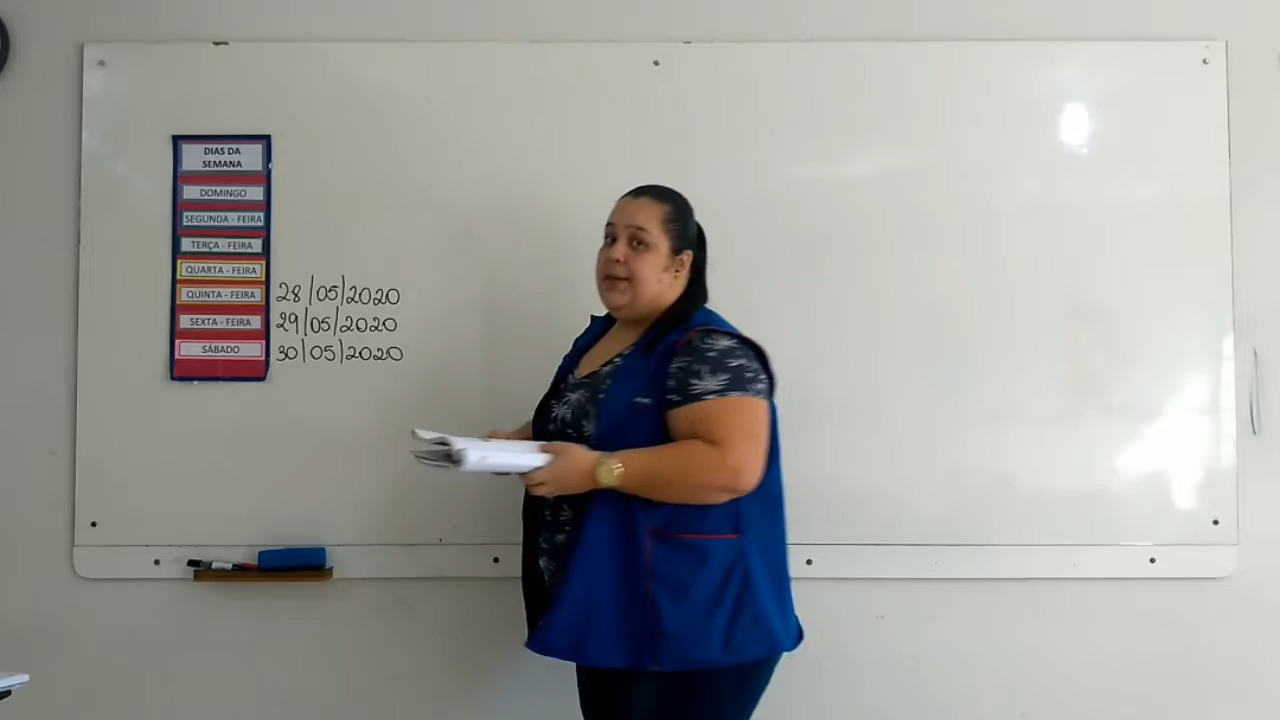 DIAS DA
SEMANA
DOMINGO
SEGUNDA - FEIRA
TERÇA - FEIRA
QUARTA - FEIRA
QUINTA - FEIRA 28/05/2020
SEXTA - FEIRA 29/05/2020
SÁBADO 30/05/2020